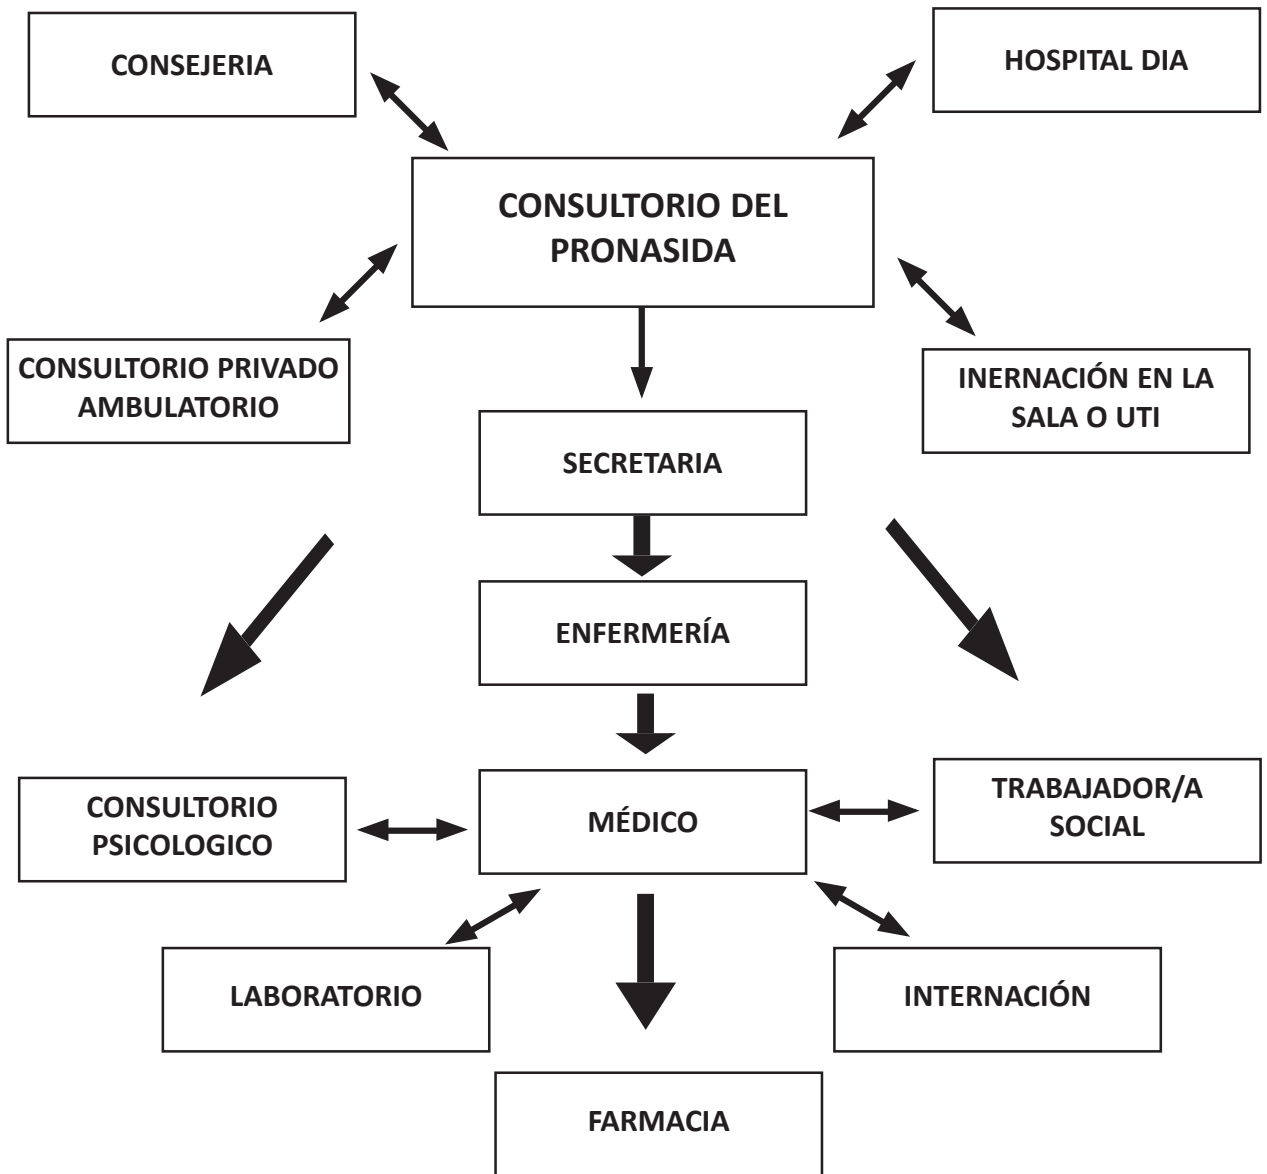 CONSEJERIA
HOSPITAL DIA
CONSULTORIO DEL
PRONASIDA
CONSULTORIO PRIVADO
AMBULATORIO
INERNACIÓN EN LA
SALA O UTI
SECRETARIA
ENFERMERÍA
CONSULTORIO
PSICOLOGICO
MÉDICO
TRABAJADOR/A
SOCIAL
LABORATORIO
INTERNACIÓN
FARMACIA